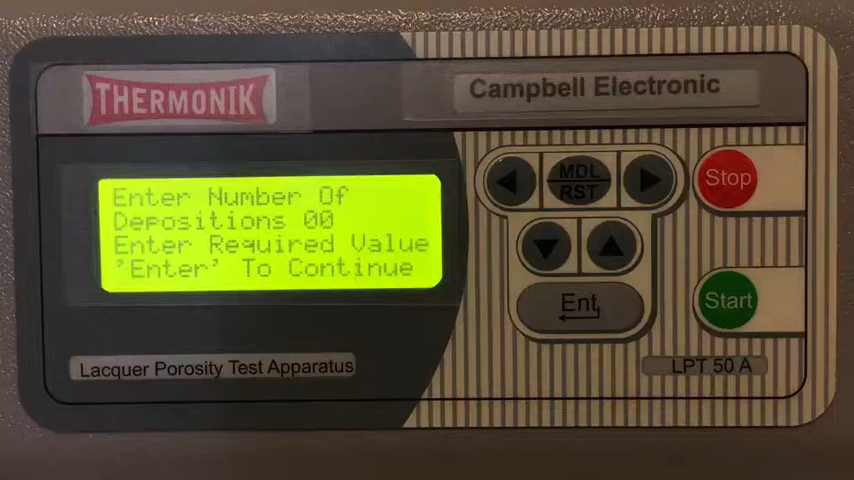 THERMONIK
Campbell Electronic
Enter Number Of
Depositions 00
Enter Required Value
'Enter' To Continue
MDL
RST
Stop
Ent
Start
Lacquer Porosity Test Apparatus
LPT 50 A